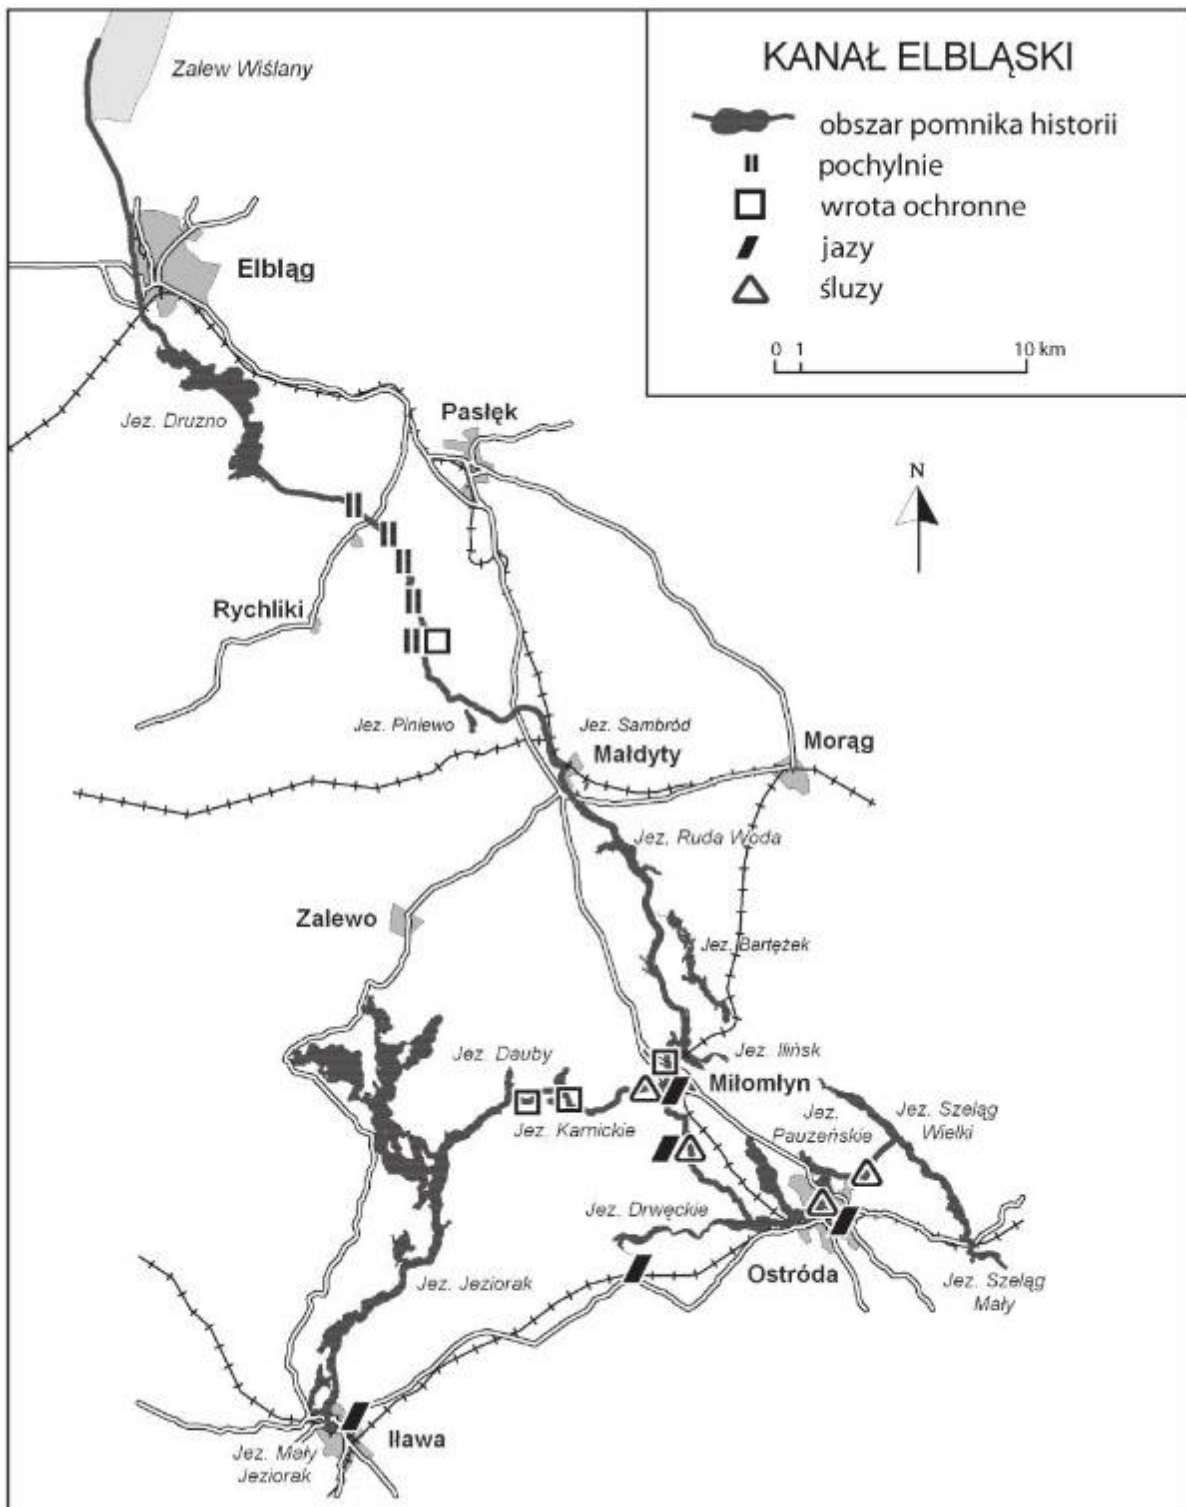 KANAŁ ELBLĄSKI
obszar pomnika historii
pochylnie
wrota ochronne
jazy
śluzy
0 1 10 km
Zalew Wiślany
Elbląg
Jez. Druzno
Pasłęk
N
Rychliki
Jez. Piniewo
Jez. Sambród
Małdyty
Morąg
Jez. Ruda Woda
Zalewo
Jez. Bartężek
Jez. Dauby
Jez. Ilińsk
Miłomłyn
Jez. Karnickie
Jez.
Pauzeńskie
Jez. Szeląg
Wielki
Jez. Drwęckie
Ostróda
Jez. Jeziorak
Jez. Szeląg
Mały
Iława
Jez. Mały
Jeziorak